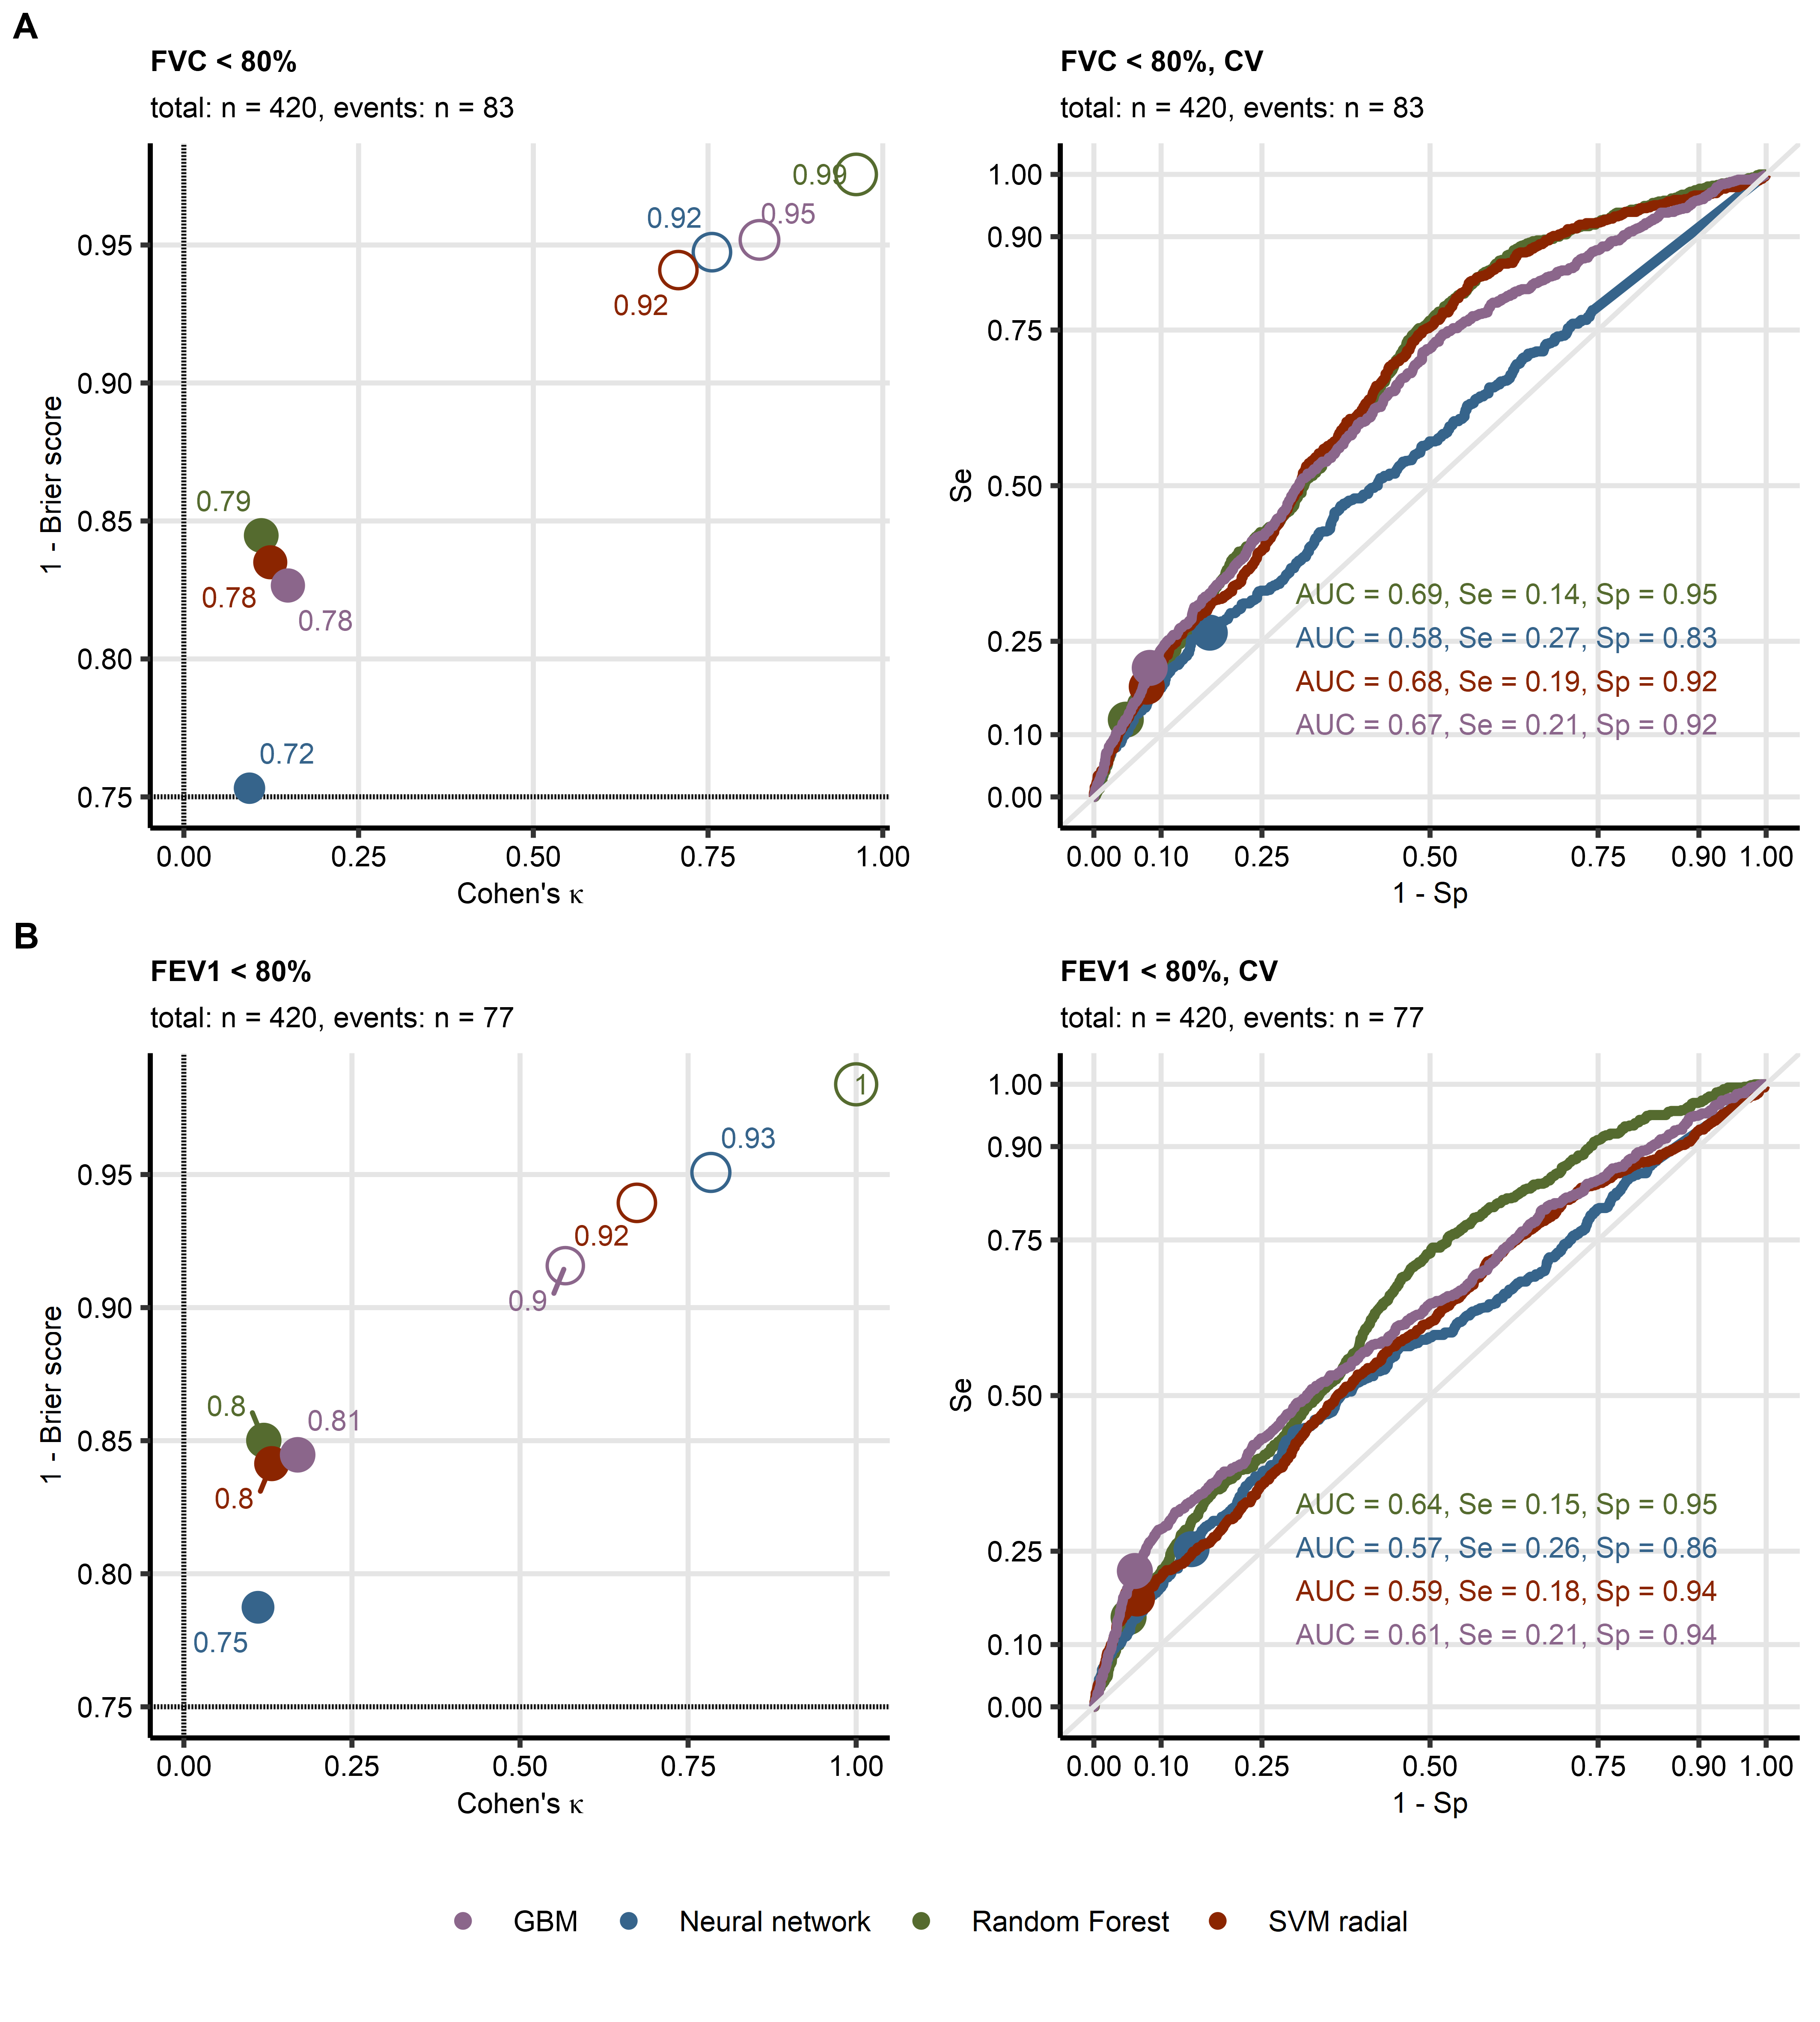 A
FVC < 80%
total: n = 420, events: n = 83
0.99
0.95
0.92
0.92
0.79
0.78
0.78
0.72
0.95
0.90
0.85
0.80
0.75
1 - Brier score
0.00 0.25 0.50 0.75 1.00
Cohen's κ
FVC < 80%, CV
total: n = 420, events: n = 83
1.00
0.90
0.75
0.50
0.25
0.10
0.00
Se
AUC = 0.69, Se = 0.14, Sp = 0.95
AUC = 0.58, Se = 0.27, Sp = 0.83
AUC = 0.68, Se = 0.19, Sp = 0.92
AUC = 0.67, Se = 0.21, Sp = 0.92
0.00 0.10 0.25 0.50 0.75 0.90 1.00
1 - Sp
B
FEV1 < 80%
total: n = 420, events: n = 77
1
0.93
0.92
0.9
0.8
0.81
0.8
0.75
0.95
0.90
0.85
0.80
0.75
1 - Brier score
0.00 0.25 0.50 0.75 1.00
Cohen's κ
FEV1 < 80%, CV
total: n = 420, events: n = 77
1.00
0.90
0.75
0.50
0.25
0.10
0.00
Se
AUC = 0.64, Se = 0.15, Sp = 0.95
AUC = 0.57, Se = 0.26, Sp = 0.86
AUC = 0.59, Se = 0.18, Sp = 0.94
AUC = 0.61, Se = 0.21, Sp = 0.94
0.00 0.10 0.25 0.50 0.75 0.90 1.00
1 - Sp
GBM Neural network Random Forest SVM radial